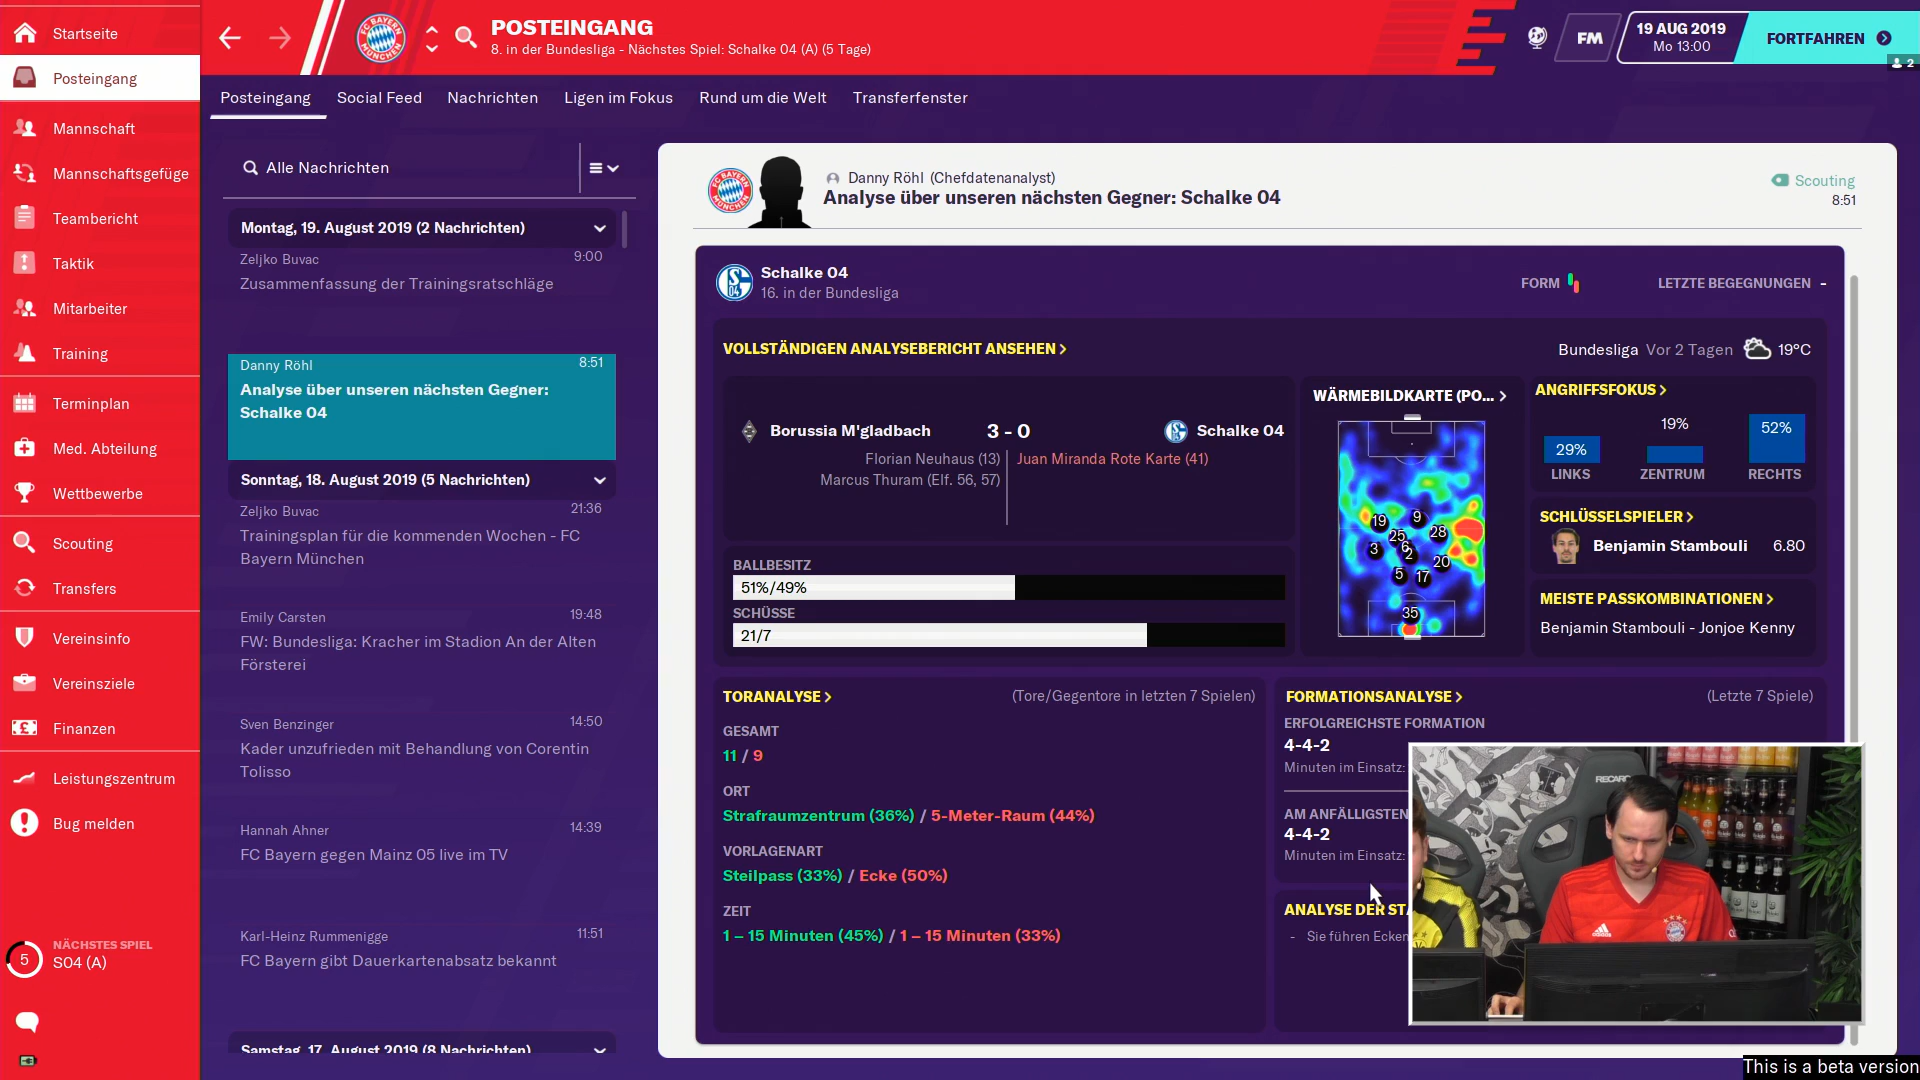 Startseite
Posteingang
Mannschaft
Mannschaftsgefüge
Teambericht
Taktik
Mitarbeiter
Training
Terminplan
Med. Abteilung
Wettbewerbe
Scouting
Transfers
Vereinsinfo
Vereinsziele
Finanzen
Leistungszentrum
Bug melden
5
NÄCHSTES SPIEL
S04 (A)
POSTEINGANG
8. in der Bundesliga - Nächstes Spiel: Schalke 04 (A) (5 Tage)
FM
19 AUG 2019
Mo 13:00
FORTFAHREN
2
Posteingang Social Feed Nachrichten Ligen im Fokus Rund um die Welt Transferfenster
Alle Nachrichten
Montag, 19. August 2019 (2 Nachrichten)
Zeljko Buvac 9:00
Zusammenfassung der Trainingsratschläge
Danny Röhl 8:51
Analyse über unseren nächsten Gegner:
Schalke 04
Sonntag, 18. August 2019 (5 Nachrichten)
Zeljko Buvac 21:36
Trainingsplan für die kommenden Wochen - FC
Bayern München
Emily Carsten 19:48
FW: Bundesliga: Kracher im Stadion An der Alten
Försterei
Sven Benzinger 14:50
Kader unzufrieden mit Behandlung von Corentin
Tolisso
Hannah Ahner 14:39
FC Bayern gegen Mainz 05 live im TV
Karl-Heinz Rummenigge 11:51
FC Bayern gibt Dauerkartenabsatz bekannt
Samstag, 17. August 2019 (8 Nachrichten)
Danny Röhl (Chefdatenanalyst)
Analyse über unseren nächsten Gegner: Schalke 04
Scouting
8:51
Schalke 04
16. in der Bundesliga
FORM
LETZTE BEGEGNUNGEN -
VOLLSTÄNDIGEN ANALYSEBERICHT ANSEHEN >
Bundesliga Vor 2 Tagen 19°C
Borussia M'gladbach 3 - 0 Schalke 04
Florian Neuhaus (13) Juan Miranda Rote Karte (41)
Marcus Thuram (Elf. 56, 57)
BALLBESITZ
51%/49%
SCHÜSSE
21/7
WÄRMEBILDKARTE (PO... >
19
9
25
28
3
6
2
20
5
17
35
ANGRIFFSFOKUS >
29% 19% 52%
LINKS ZENTRUM RECHTS
SCHLÜSSELSPIELER >
Benjamin Stambouli 6.80
MEISTE PASSKOMBINATIONEN >
Benjamin Stambouli - Jonjoe Kenny
TORANALYSE > (Tore/Gegentore in letzten 7 Spielen)
GESAMT
11 / 9
ORT
Strafraumzentrum (36%) / 5-Meter-Raum (44%)
VORLAGENART
Steilpass (33%) / Ecke (50%)
ZEIT
1 – 15 Minuten (45%) / 1 – 15 Minuten (33%)
FORMATIONSANALYSE > (Letzte 7 Spiele)
ERFOLGREICHSTE FORMATION
4-4-2
Minuten im Einsatz:
AM ANFÄLLIGSTEN
4-4-2
Minuten im Einsatz:
ANALYSE DER STA
- Sie führen Ecken
RECARO
This is a beta version